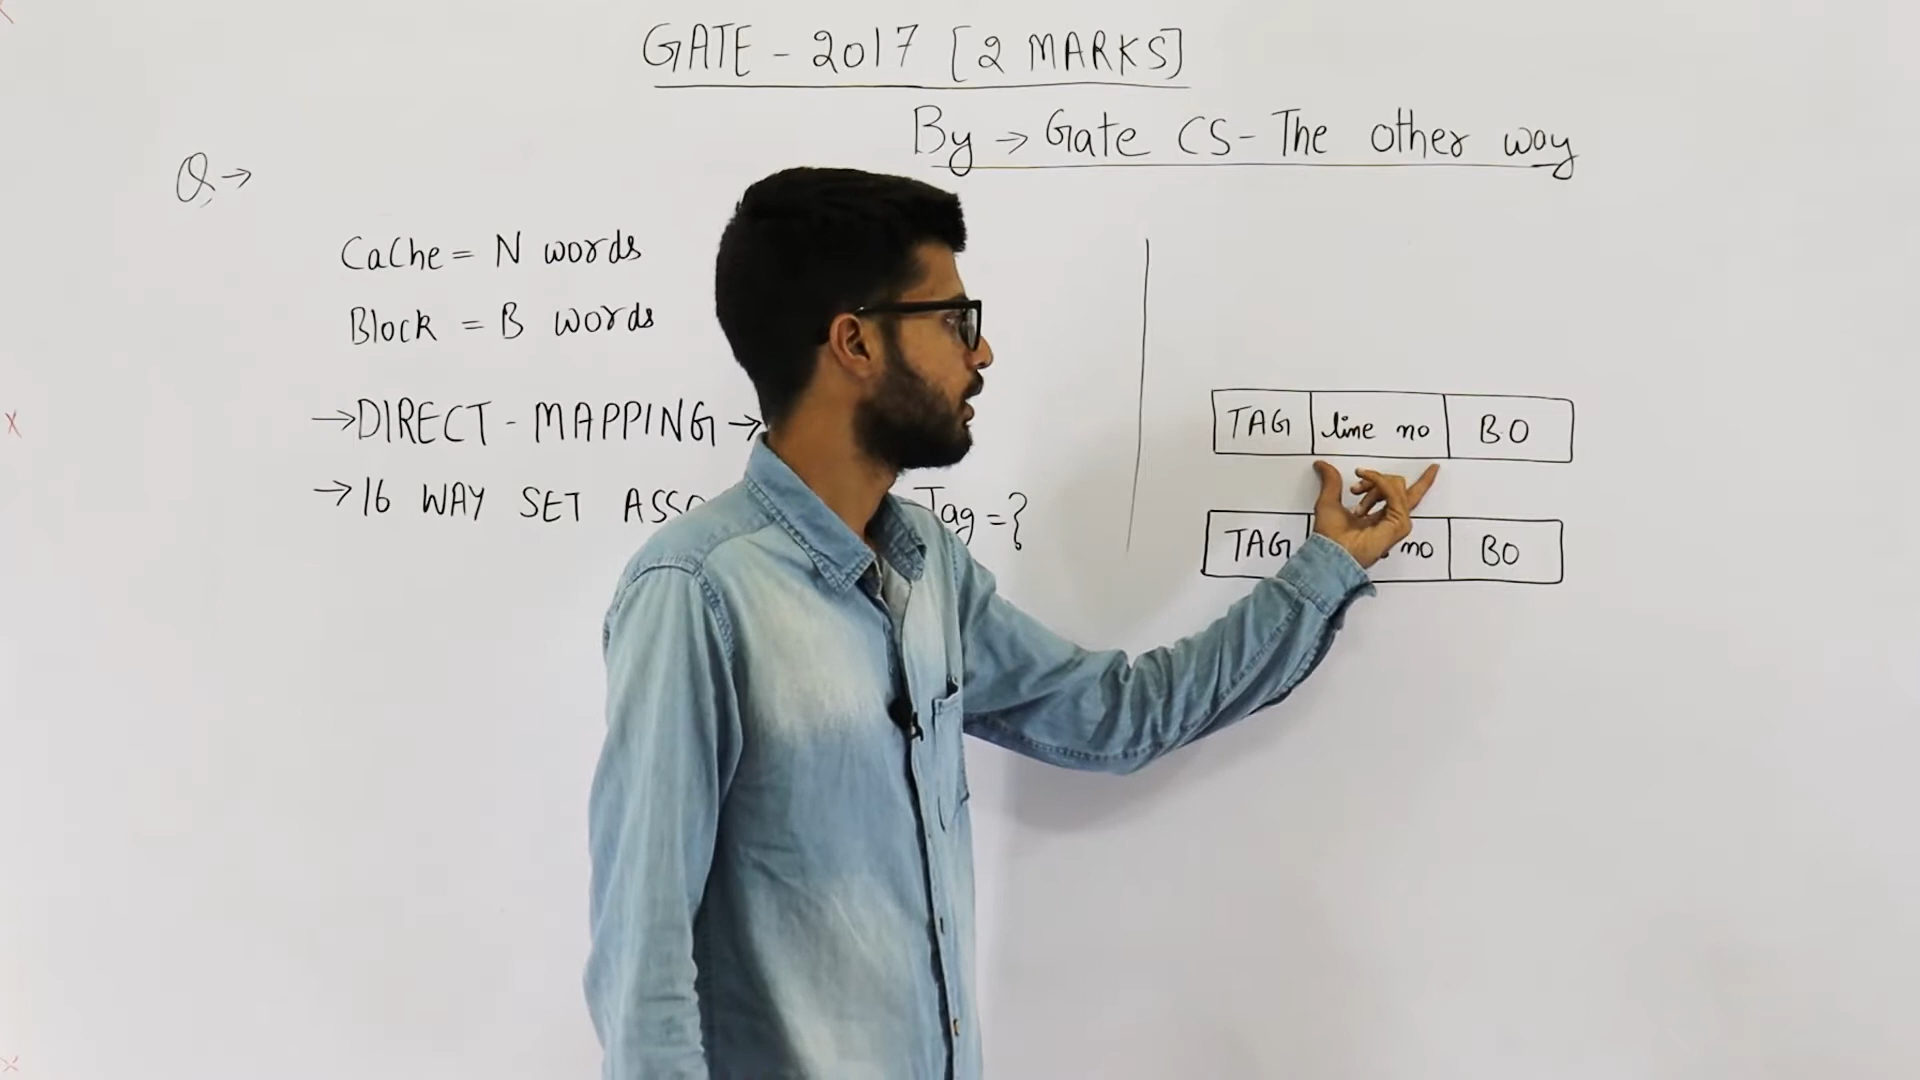 GATE - 2017 [2 MARKS]
By → Gate CS - The other way
Q →
Cache = N words
Block = B words
→ DIRECT - MAPPING →
→ 16 WAY SET Tag = ?
TAG line no BO
TAG no BO